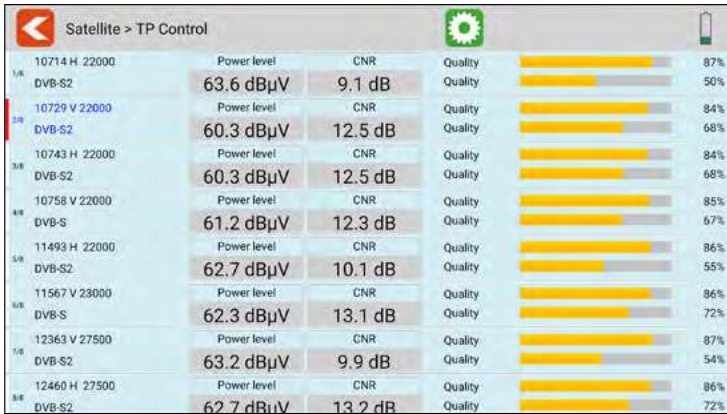 Satellite > TP Control
10714 H 22000 Power level CNR Quality 87%
1/8 DVB-S2 63.6 dBµV 9.1 dB Quality 50%
10729 V 22000 Power level CNR Quality 84%
2/8 DVB-S2 60.3 dBµV 12.5 dB Quality 68%
10743 H 22000 Power level CNR Quality 84%
3/8 DVB-S2 60.3 dBµV 12.5 dB Quality 68%
10758 V 22000 Power level CNR Quality 85%
4/8 DVB-S 61.2 dBµV 12.3 dB Quality 67%
11493 H 22000 Power level CNR Quality 86%
5/8 DVB-S2 62.7 dBµV 10.1 dB Quality 55%
11567 V 23000 Power level CNR Quality 86%
6/8 DVB-S 62.3 dBµV 13.1 dB Quality 72%
12363 V 27500 Power level CNR Quality 87%
7/8 DVB-S2 63.2 dBµV 9.9 dB Quality 54%
12460 H 27500 Power level CNR Quality 86%
8/8 DVB-S2 62.7 dBµV 13.2 dB Quality 72%